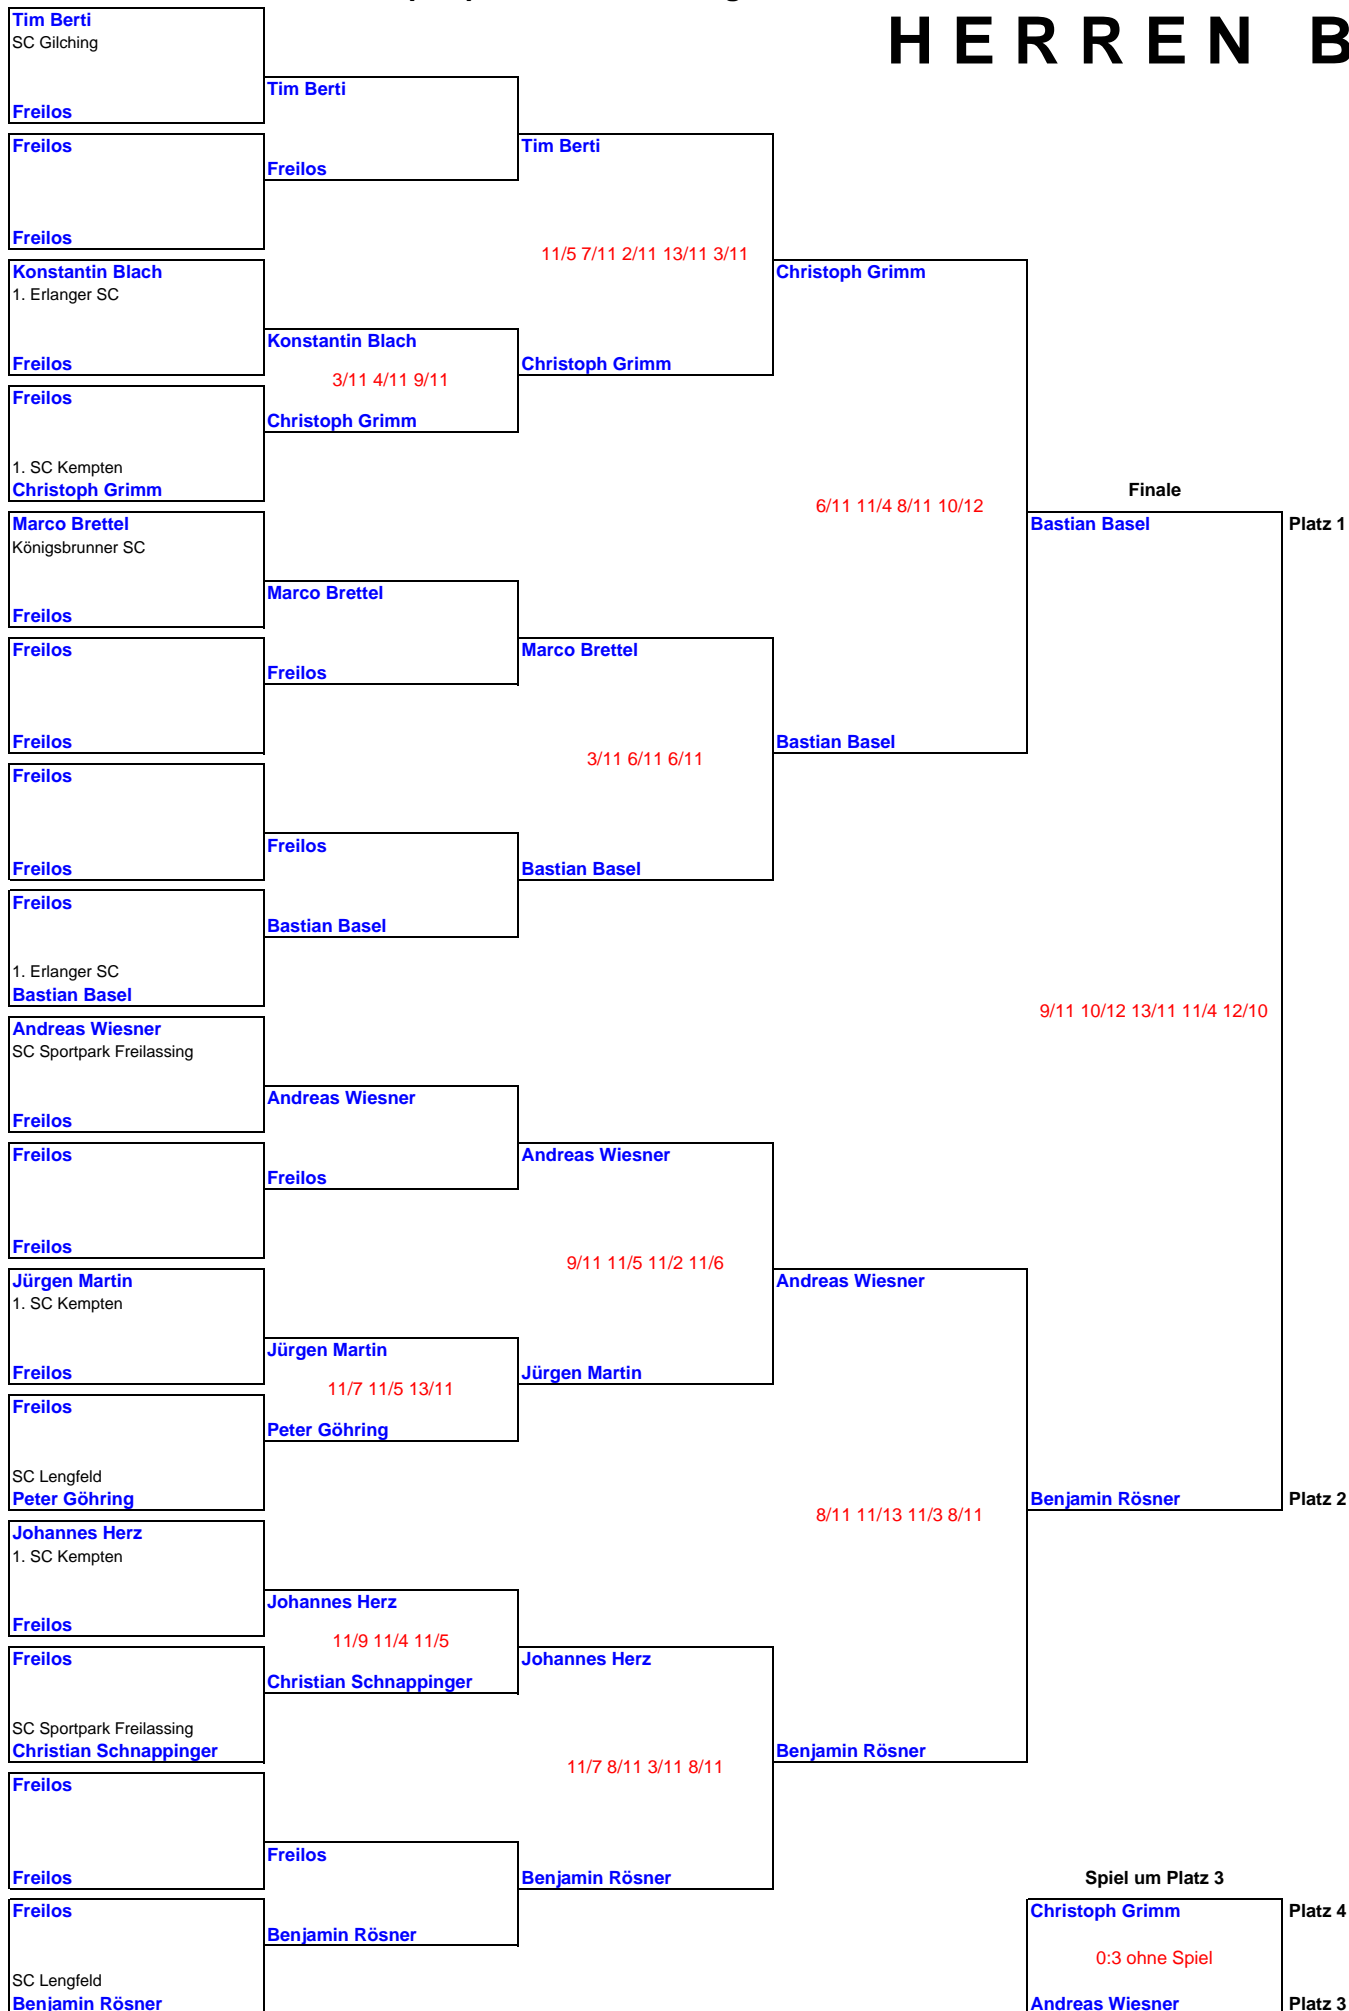 HERREN B
Tim Berti
SC Gilching
Freilos
Freilos
Freilos
Konstantin Blach
1. Erlanger SC
Freilos
Freilos
1. SC Kempten
Christoph Grimm
Marco Brettel
Königsbrunner SC
Freilos
Freilos
Freilos
Freilos
Freilos
Freilos
1. Erlanger SC
Bastian Basel
Andreas Wiesner
SC Sportpark Freilassing
Freilos
Freilos
Freilos
Jürgen Martin
1. SC Kempten
Freilos
Freilos
SC Lengfeld
Peter Göhring
Johannes Herz
1. SC Kempten
Freilos
Freilos
SC Sportpark Freilassing
Christian Schnappinger
Freilos
Freilos
Freilos
SC Lengfeld
Benjamin Rösner
Tim Berti
Freilos
Konstantin Blach
3/11 4/11 9/11
Christoph Grimm
Marco Brettel
Freilos
Freilos
Bastian Basel
Andreas Wiesner
Freilos
Jürgen Martin
11/7 11/5 13/11
Peter Göhring
Johannes Herz
11/9 11/4 11/5
Christian Schnappinger
Freilos
Benjamin Rösner
Tim Berti
11/5 7/11 2/11 13/11 3/11
Christoph Grimm
Marco Brettel
3/11 6/11 6/11
Bastian Basel
Andreas Wiesner
9/11 11/5 11/2 11/6
Jürgen Martin
Johannes Herz
11/7 8/11 3/11 8/11
Benjamin Rösner
Christoph Grimm
6/11 11/4 8/11 10/12
Bastian Basel
Andreas Wiesner
8/11 11/13 11/3 8/11
Benjamin Rösner
Finale
Bastian Basel Platz 1
9/11 10/12 13/11 11/4 12/10
Benjamin Rösner Platz 2
Spiel um Platz 3
Christoph Grimm Platz 4
0:3 ohne Spiel
Andreas Wiesner Platz 3